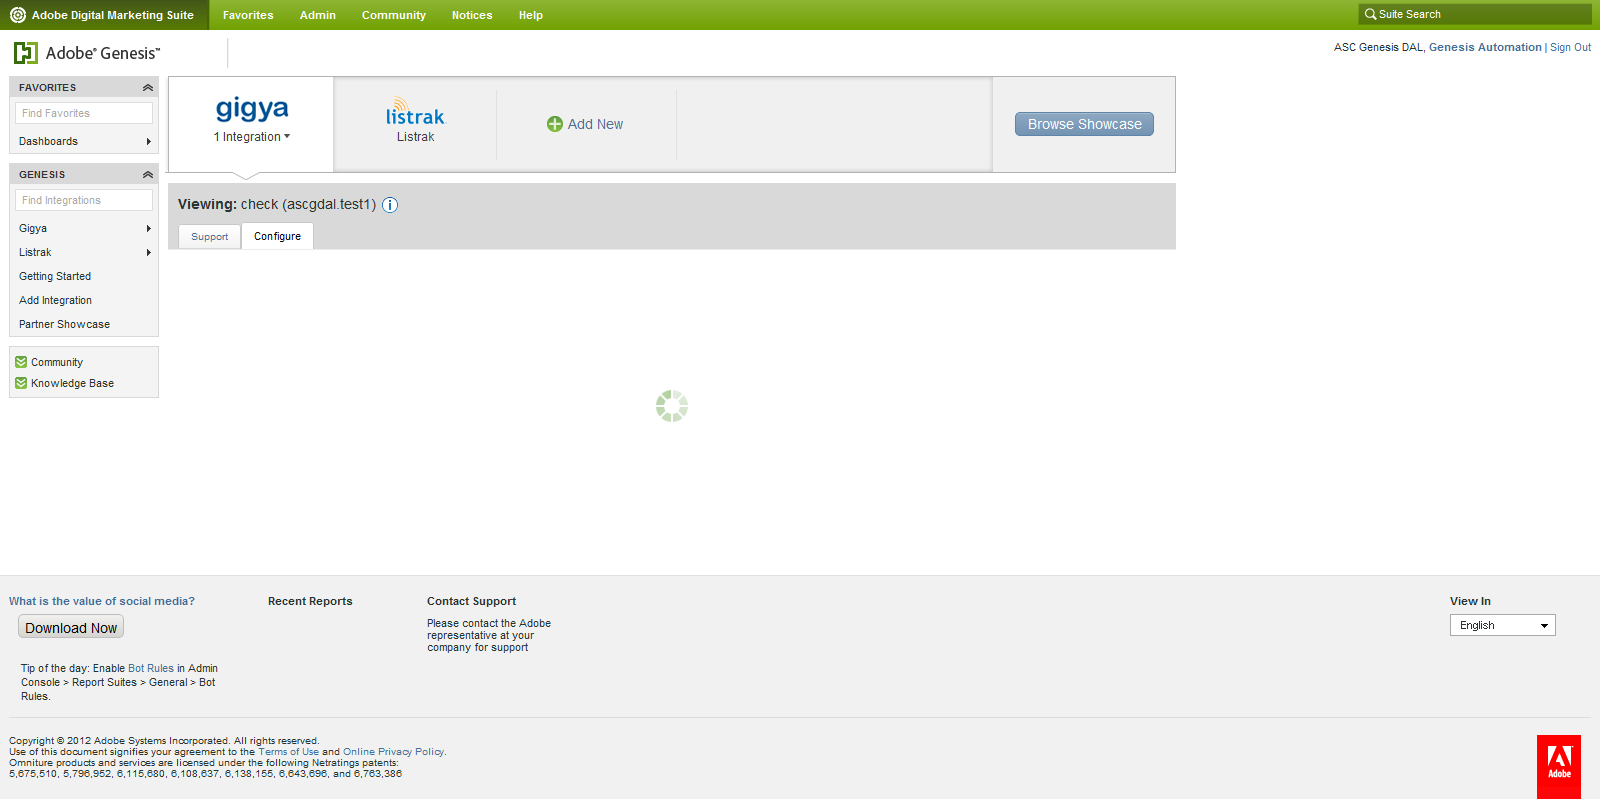 Adobe Digital Marketing Suite Favorites Admin Community Notices Help Suite Search
Adobe® Genesis™
ASC Genesis DAL, Genesis Automation | Sign Out
FAVORITES
Find Favorites
Dashboards
GENESIS
Find Integrations
Gigya
Listrak
Getting Started
Add Integration
Partner Showcase
Community
Knowledge Base
gigya
1 Integration
listrak
Listrak
Add New
Browse Showcase
Viewing: check (ascgdal.test1)
Support Configure
What is the value of social media?
Download Now
Tip of the day: Enable Bot Rules in Admin
Console > Report Suites > General > Bot
Rules.
Recent Reports
Contact Support
Please contact the Adobe
representative at your
company for support
View In
English
Copyright © 2012 Adobe Systems Incorporated. All rights reserved.
Use of this document signifies your agreement to the Terms of Use and Online Privacy Policy.
Omniture products and services are licensed under the following Netratings patents:
5,675,510, 5,796,952, 6,115,680, 6,108,637, 6,138,155, 6,643,696, and 6,763,386
Adobe